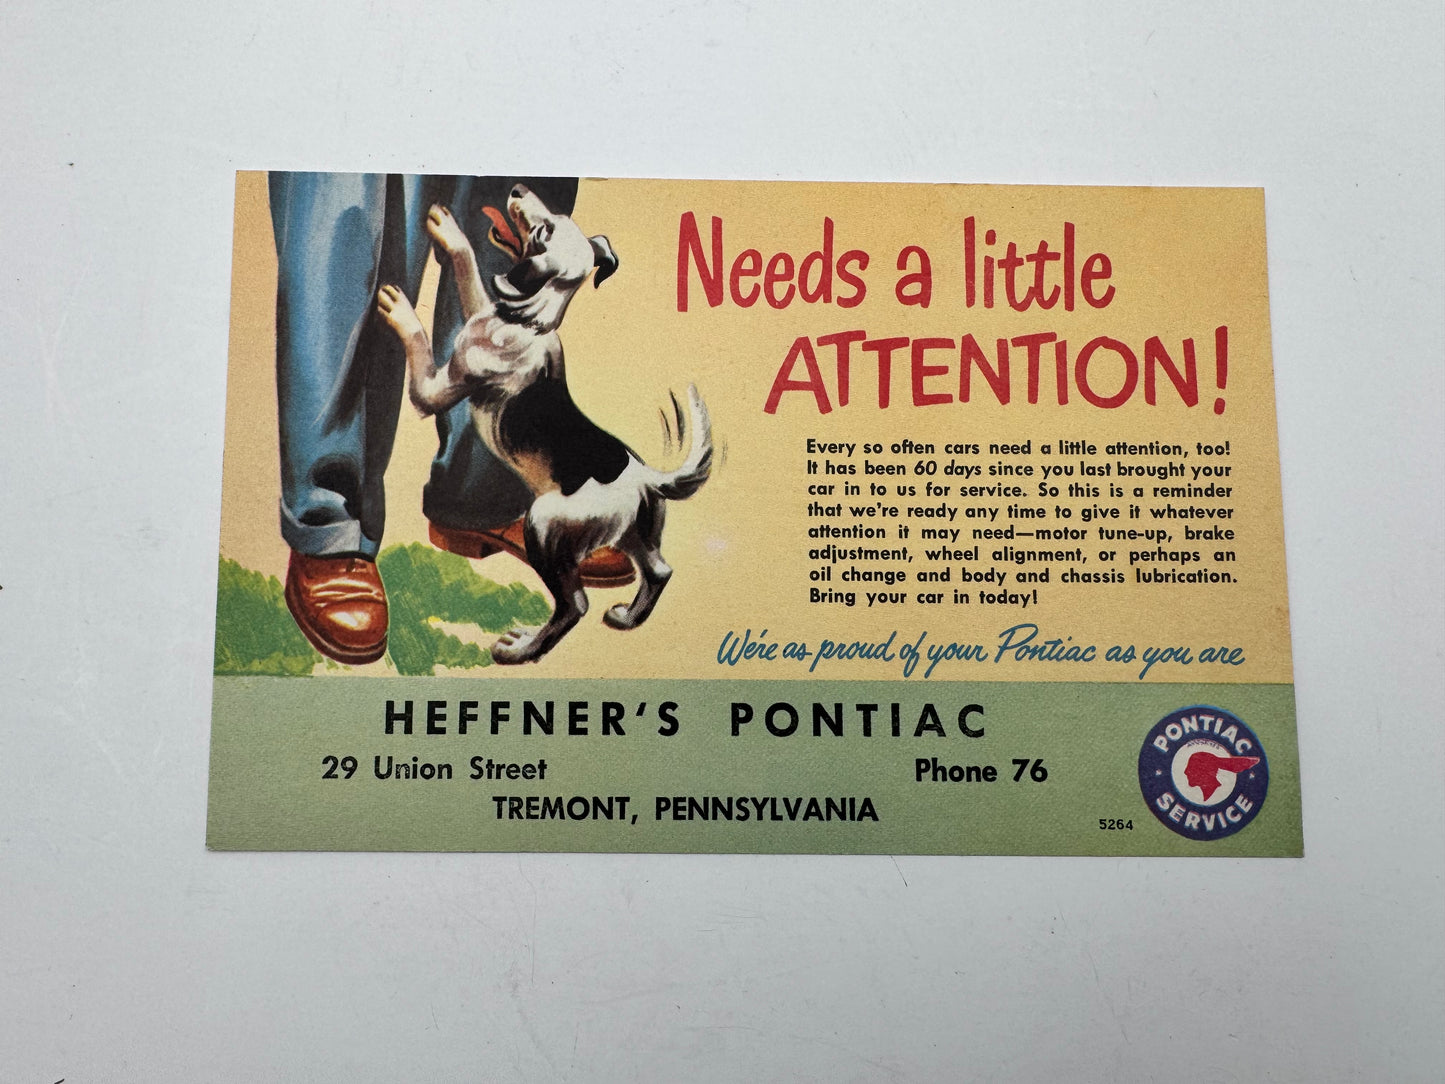 Needs a little
ATTENTION!
Every so often cars need a little attention, too!
It has been 60 days since you last brought your
car in to us for service. So this is a reminder
that we're ready any time to give it whatever
attention it may need—motor tune-up, brake
adjustment, wheel alignment, or perhaps an
oil change and body and chassis lubrication.
Bring your car in today!
We're as proud of your Pontiac as you are
HEFFNER'S PONTIAC
29 Union Street Phone 76
TREMONT, PENNSYLVANIA
5264
PONTIAC
SERVICE